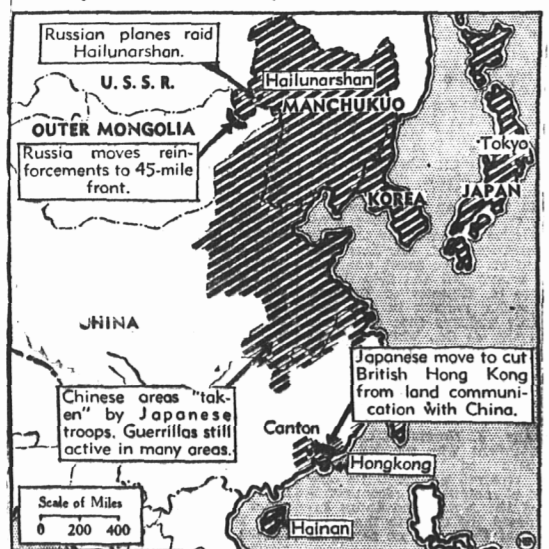 Russian planes raid
Hailunarshan.
U. S. S. R.
Hailunarshan
MANCHUKUO
OUTER MONGOLIA
Russia moves rein-
forcements to 45-mile
front.
Tokyo
KOREA
JAPAN
CHINA
Japanese move to cut
British Hong Kong
from land communi-
cation with China.
Chinese areas "tak-
en" by Japanese
troops. Guerrillas still
active in many areas.
Canton
Hongkong
Scale of Miles
0 200 400
Hainan